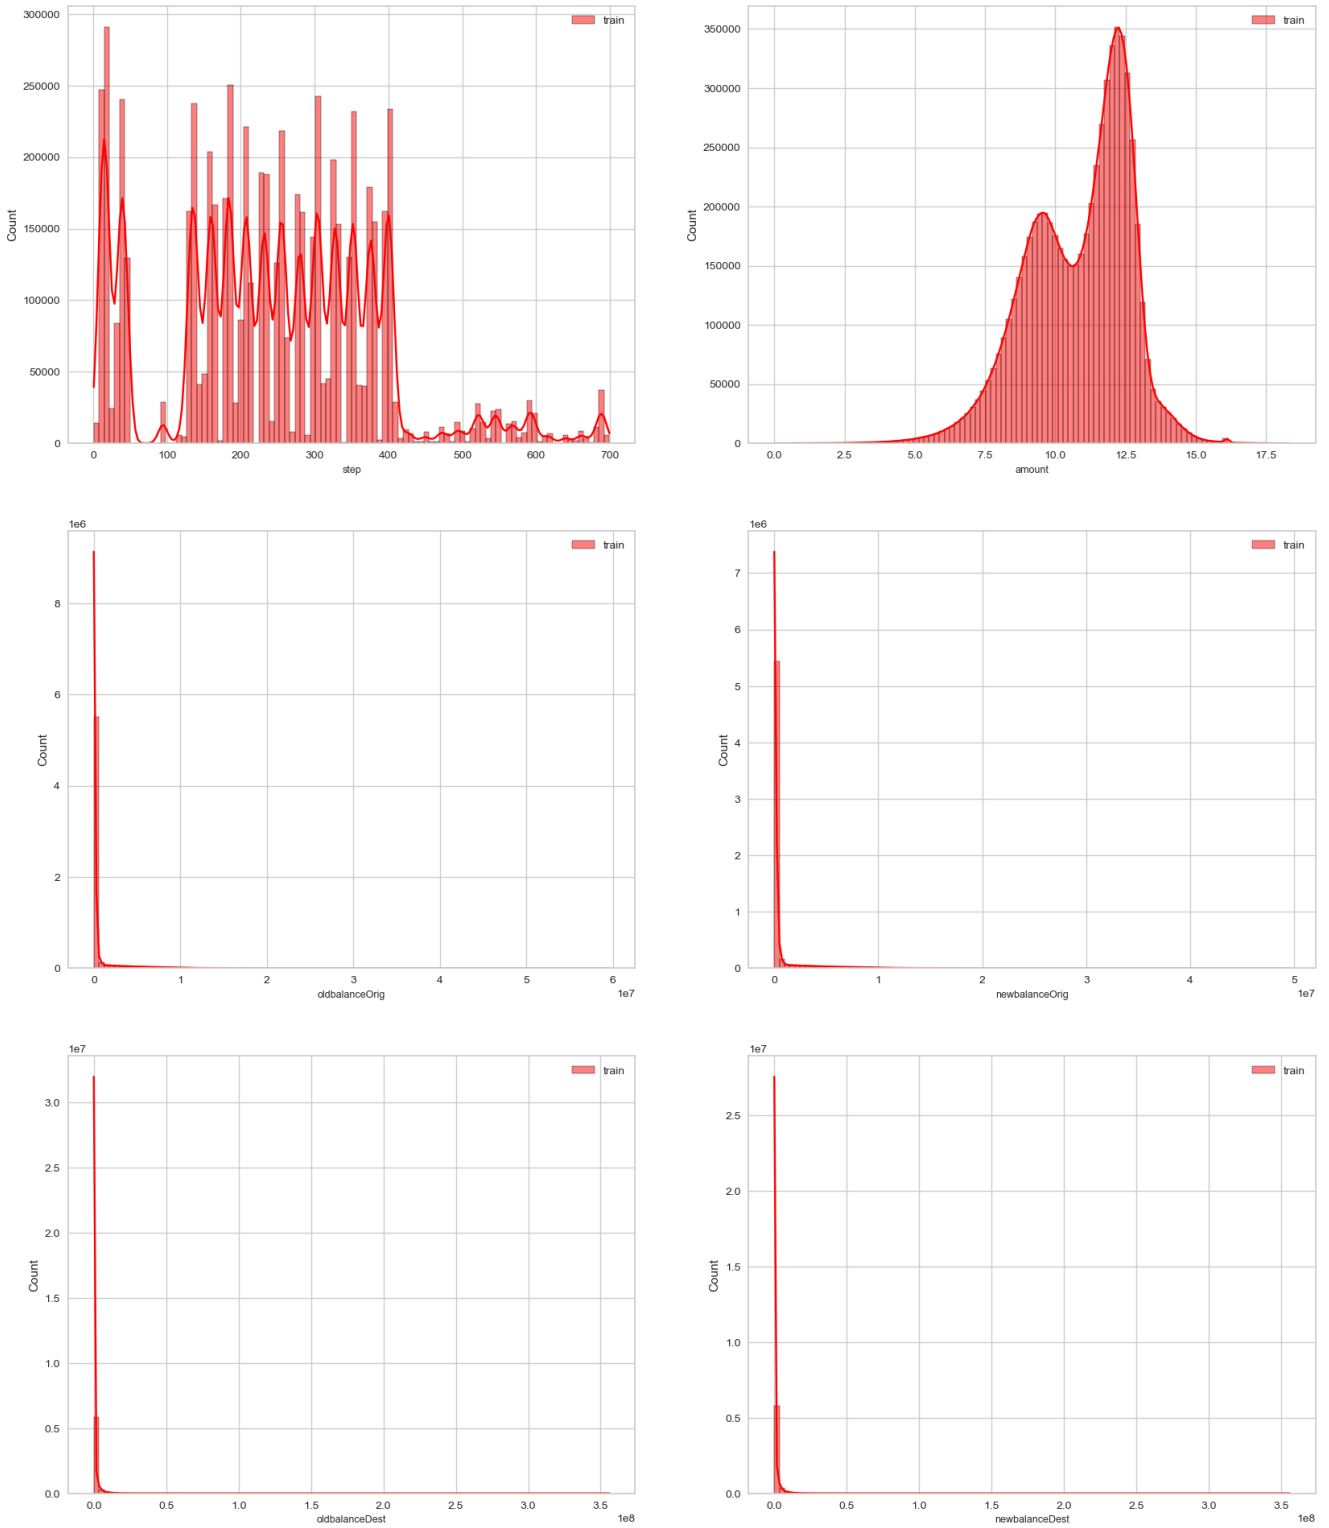 300000
250000
200000
150000
100000
50000
0
Count
train
0 100 200 300 400 500 600 700
step
350000
300000
250000
200000
150000
100000
50000
0
Count
train
0.0 2.5 5.0 7.5 10.0 12.5 15.0 17.5
amount
1e6
8
6
4
2
0
Count
train
0 1 2 3 4 5 6
oldbalanceOrig
1e7
1e6
7
6
5
4
3
2
1
0
Count
train
0 1 2 3 4 5
newbalanceOrig
1e7
1e7
3.0
2.5
2.0
1.5
1.0
0.5
0.0
Count
train
0.0 0.5 1.0 1.5 2.0 2.5 3.0 3.5
oldbalanceDest
1e8
1e7
2.5
2.0
1.5
1.0
0.5
0.0
Count
train
0.0 0.5 1.0 1.5 2.0 2.5 3.0 3.5
newbalanceDest
1e8